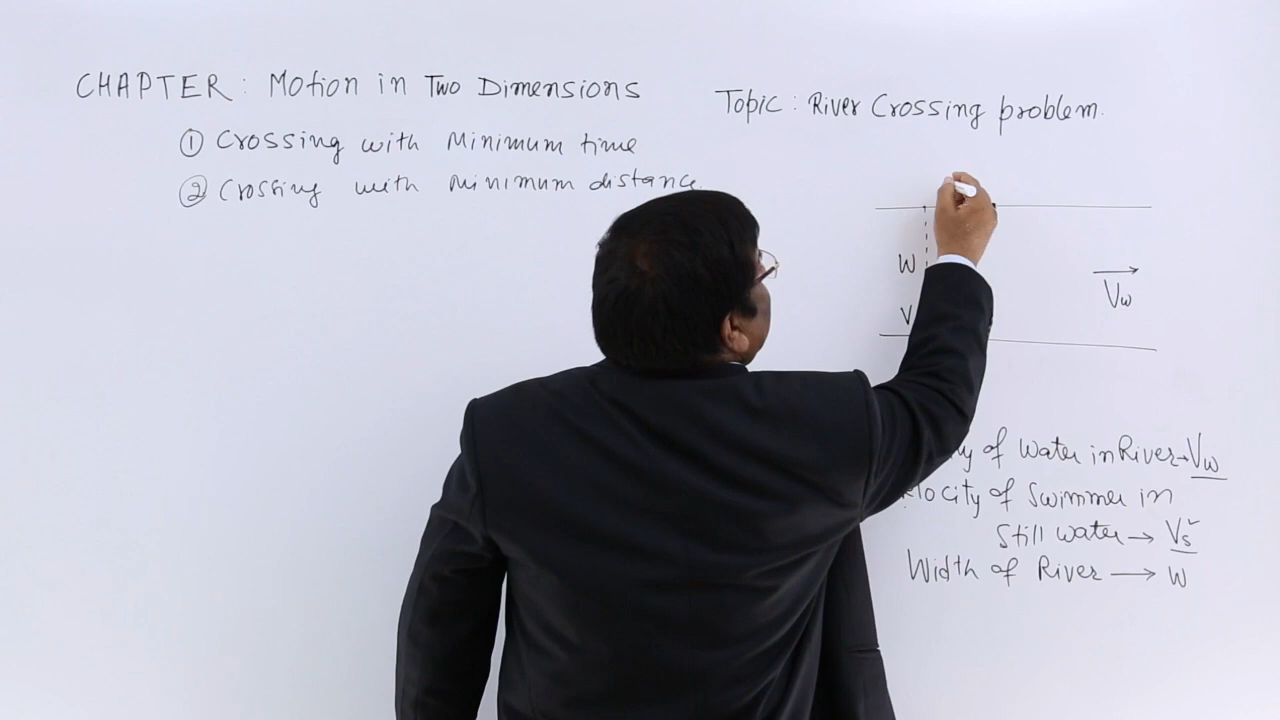 CHAPTER: Motion in Two Dimensions
① Crossing with Minimum time
② Crossing with Minimum distance.
Topic: River Crossing problem.
W
V
Vw
of Water in River → Vw
of Swimmer in
Still water → Vs
Width of River → W